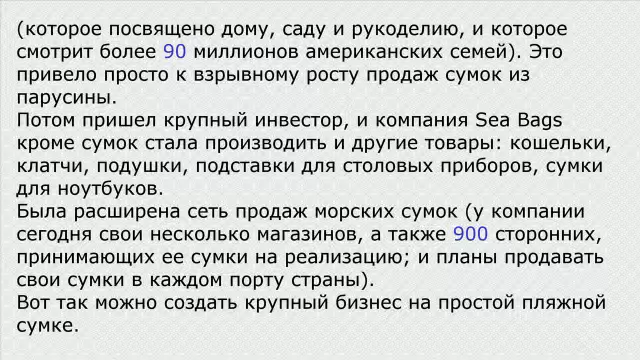 (которое посвящено дому, саду и рукоделию, и которое
смотрит более 90 миллионов американских семей). Это
привело просто к взрывному росту продаж сумок из
парусины.
Потом пришел крупный инвестор, и компания Sea Bags
кроме сумок стала производить и другие товары: кошельки,
клатчи, подушки, подставки для столовых приборов, сумки
для ноутбуков.
Была расширена сеть продаж морских сумок (у компании
сегодня свои несколько магазинов, а также 900 сторонних,
принимающих ее сумки на реализацию; и планы продавать
свои сумки в каждом порту страны).
Вот так можно создать крупный бизнес на простой пляжной
сумке.